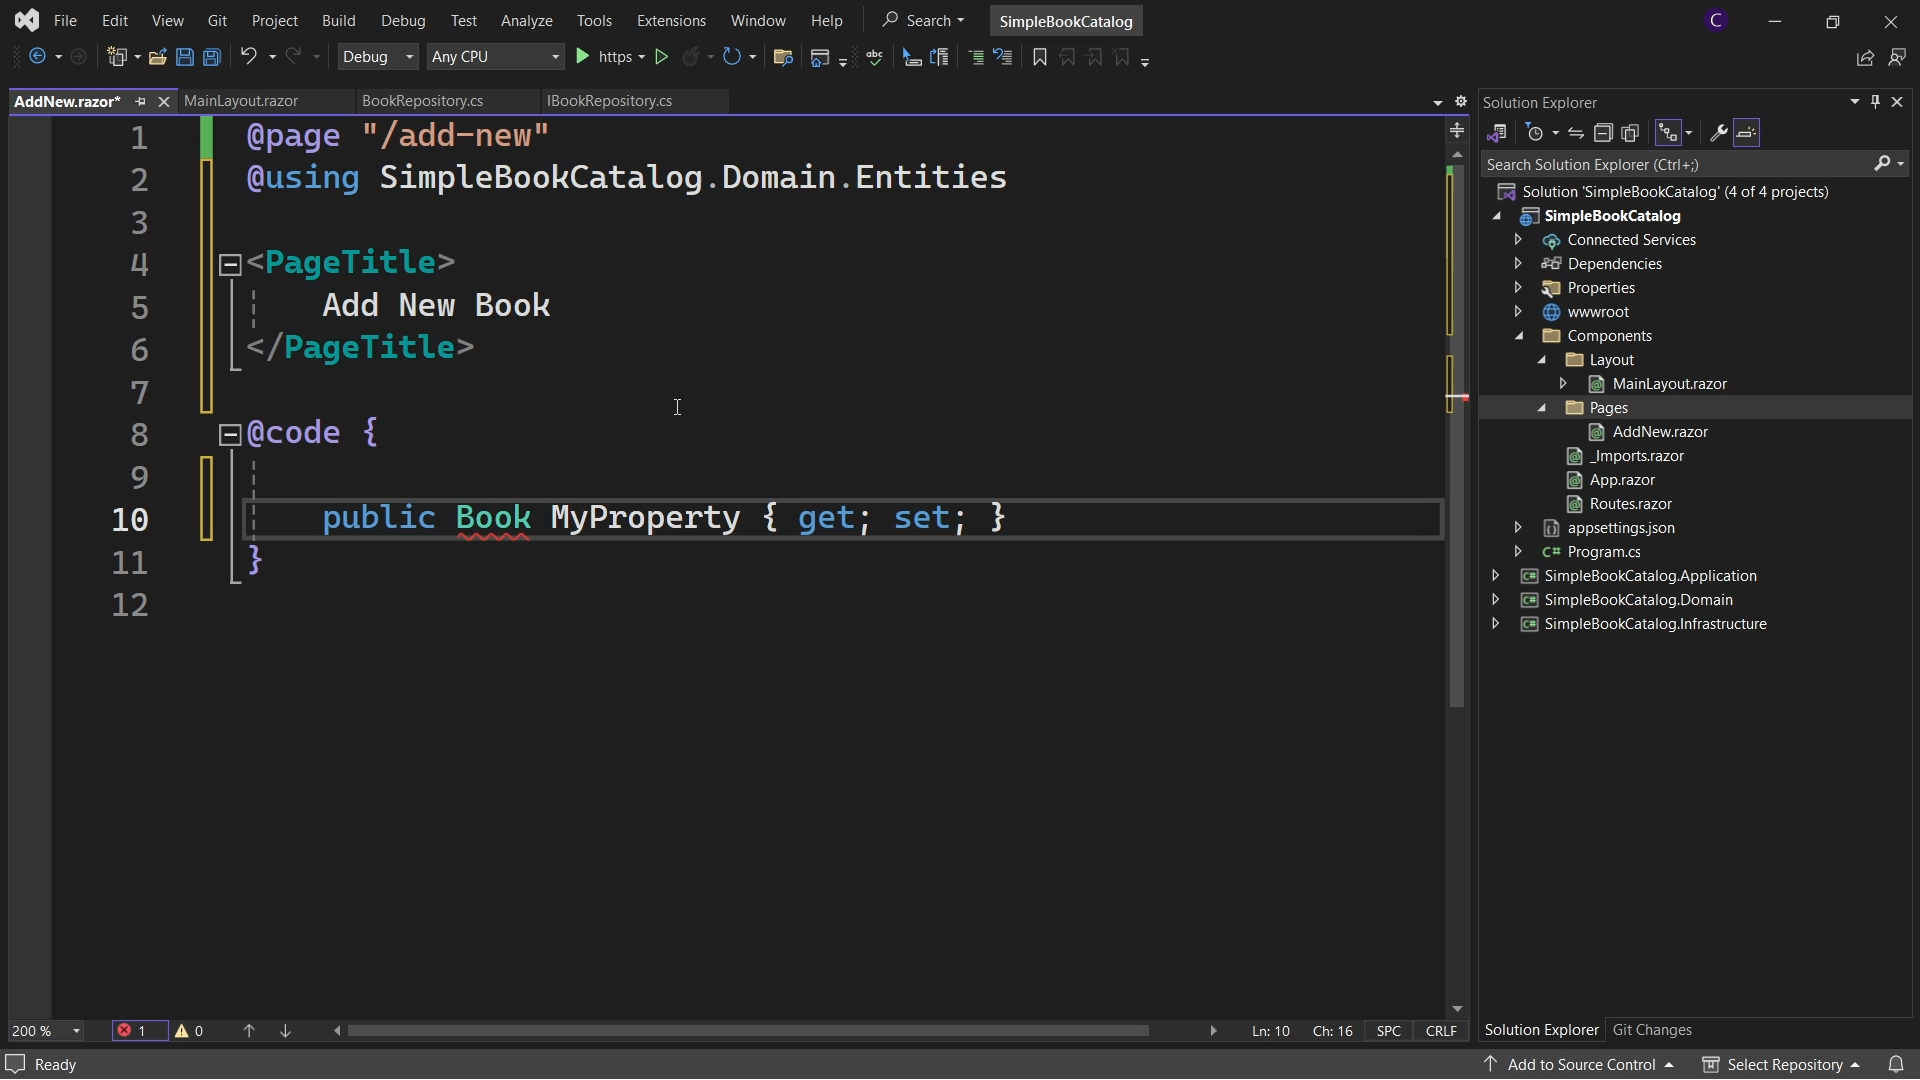 File Edit View Git Project Build Debug Test Analyze Tools Extensions Window Help Search SimpleBookCatalog C
Debug Any CPU https abc
AddNew.razor* MainLayout.razor BookRepository.cs IBookRepository.cs
1 @page "/add-new"
2 @using SimpleBookCatalog.Domain.Entities
3
4 <PageTitle>
5 Add New Book
6 </PageTitle>
7
8 @code {
9
10 public Book MyProperty { get; set; }
11 }
12
200 % 1 0 Ln: 10 Ch: 16 SPC CRLF
Solution Explorer
Search Solution Explorer (Ctrl+;)
Solution 'SimpleBookCatalog' (4 of 4 projects)
SimpleBookCatalog
Connected Services
Dependencies
Properties
wwwroot
Components
Layout
MainLayout.razor
Pages
AddNew.razor
_Imports.razor
App.razor
Routes.razor
appsettings.json
C# Program.cs
C# SimpleBookCatalog.Application
C# SimpleBookCatalog.Domain
C# SimpleBookCatalog.Infrastructure
Solution Explorer Git Changes
Ready Add to Source Control Select Repository